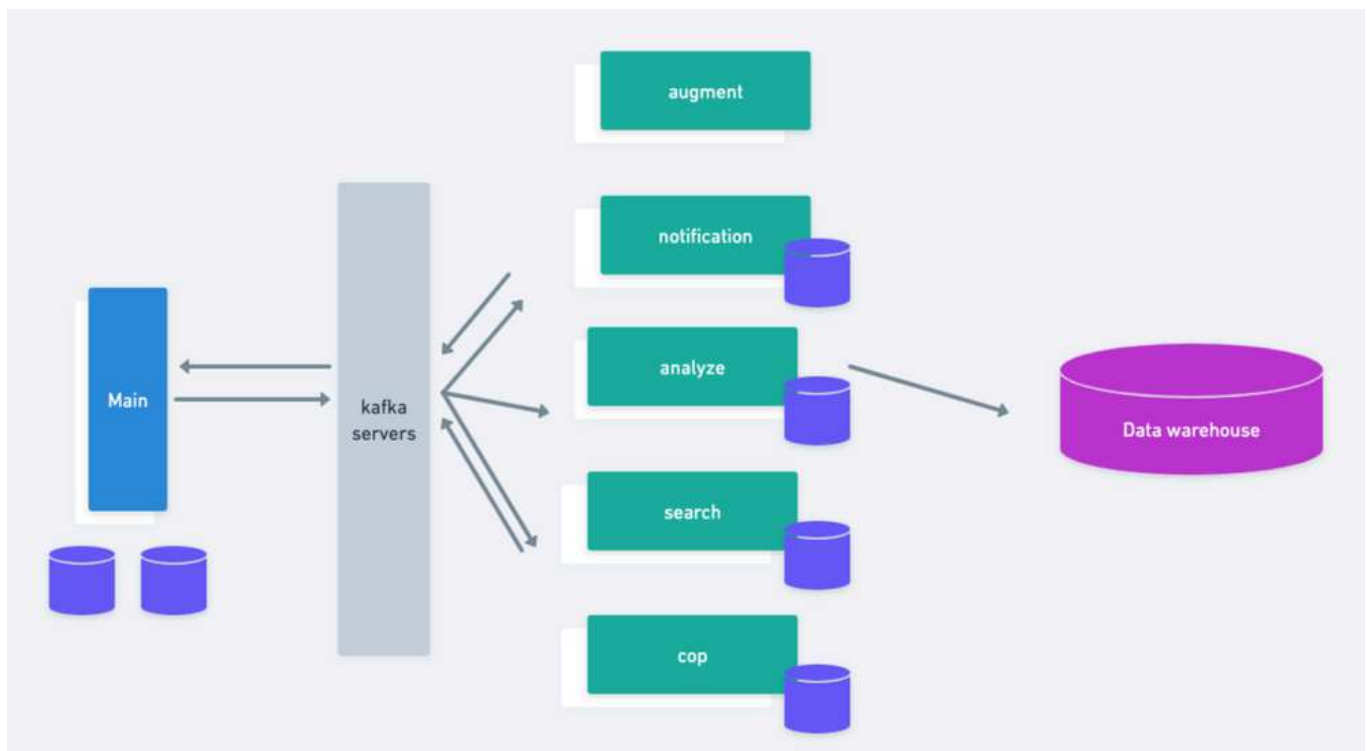 augment
notification
analyze
Main
kafka
servers
Data warehouse
search
cop